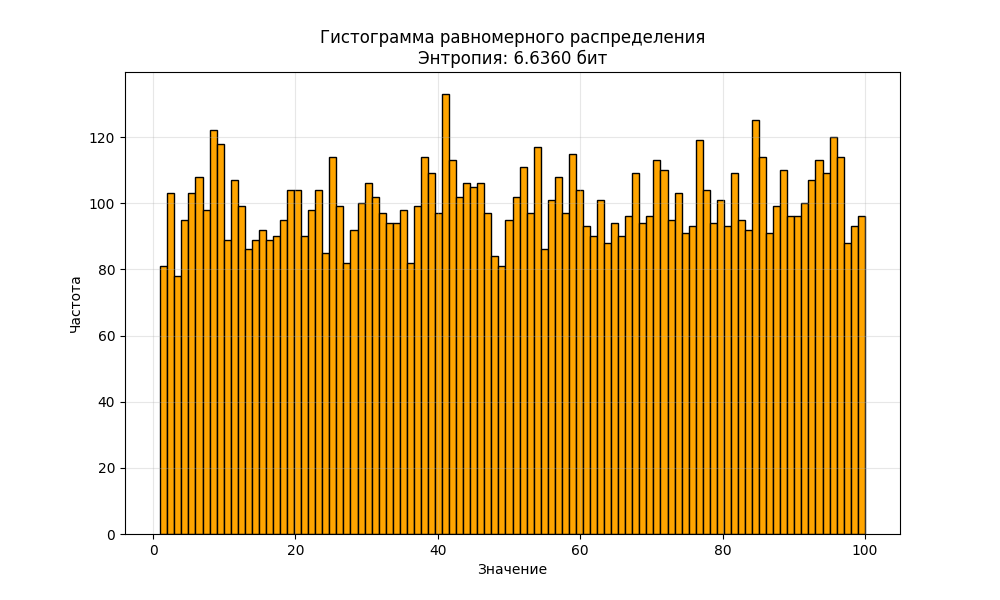 Гистограмма равномерного распределения
Энтропия: 6.6360 бит
Частота
120
100
80
60
40
20
0
0 20 40 60 80 100
Значение